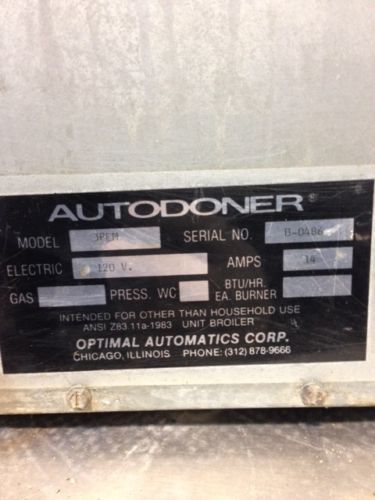 AUTODONER®
MODEL 3PEM SERIAL NO. B-0486
ELECTRIC 120 V. AMPS 14
GAS PRESS. WC BTU/HR. EA. BURNER
INTENDED FOR OTHER THAN HOUSEHOLD USE
ANSI Z83 11a-1983 UNIT BROILER
OPTIMAL AUTOMATICS CORP.
CHICAGO, ILLINOIS PHONE: (312) 878-9666